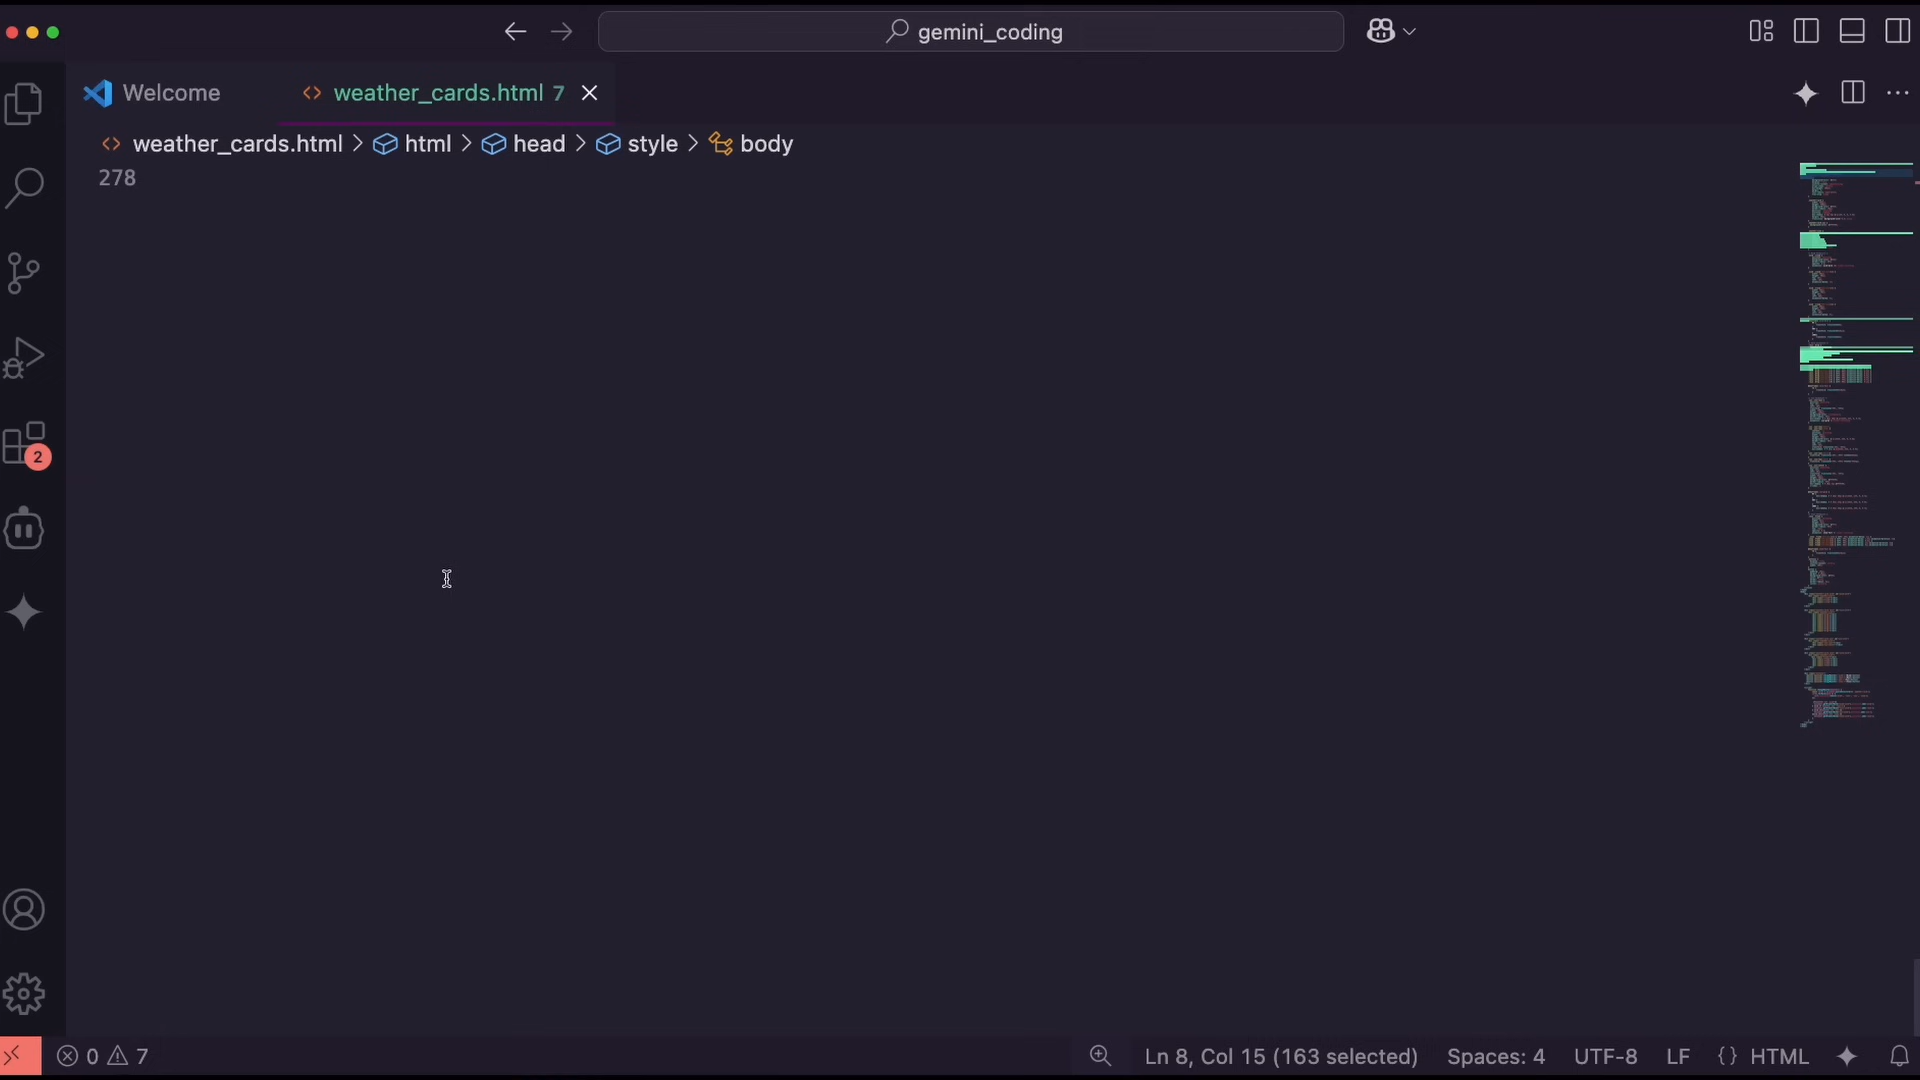 gemini_coding
Welcome
weather_cards.html 7
weather_cards.html > html > head > style > body
278
2
0 7
Ln 8, Col 15 (163 selected)
Spaces: 4
UTF-8
LF
{} HTML